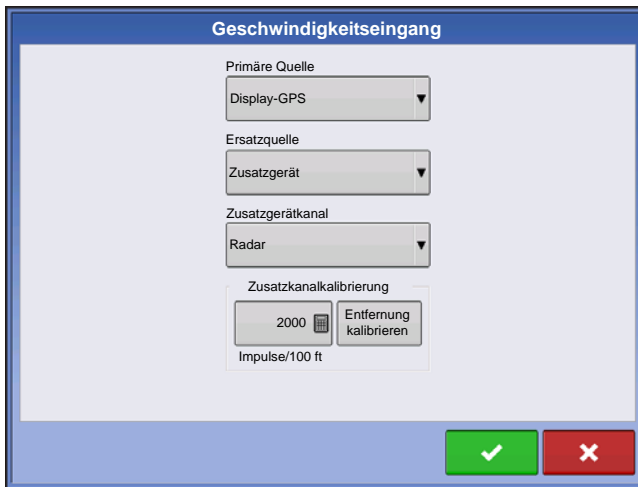 Geschwindigkeitseingang
Primäre Quelle
Display-GPS
Ersatzquelle
Zusatzgerät
Zusatzgerätkanal
Radar
Zusatzkanalkalibrierung
2000
Entfernung
kalibrieren
Impulse/100 ft